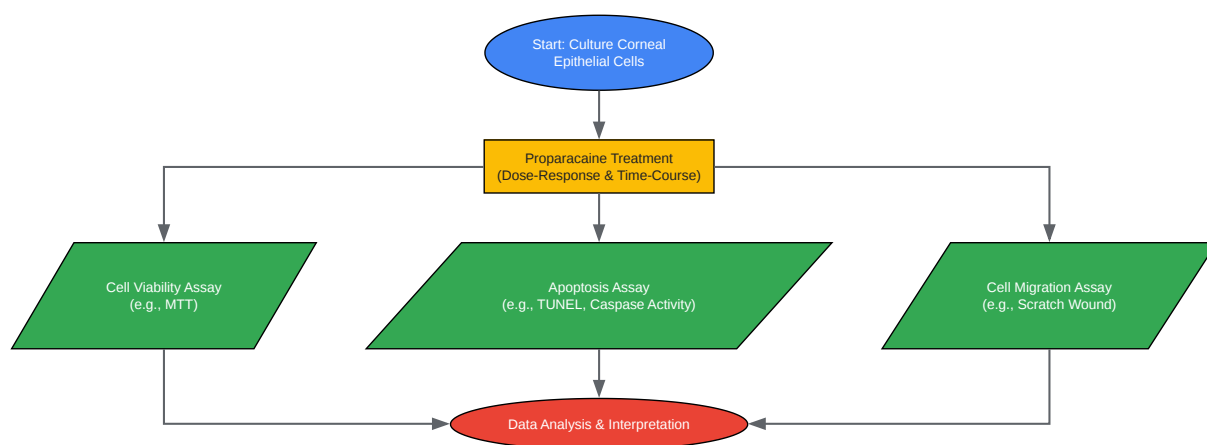 Start: Culture Corneal
Epithelial Cells
Proparacaine Treatment
(Dose-Response & Time-Course)
Cell Viability Assay
(e.g., MTT)
Apoptosis Assay
(e.g., TUNEL, Caspase Activity)
Cell Migration Assay
(e.g., Scratch Wound)
Data Analysis & Interpretation